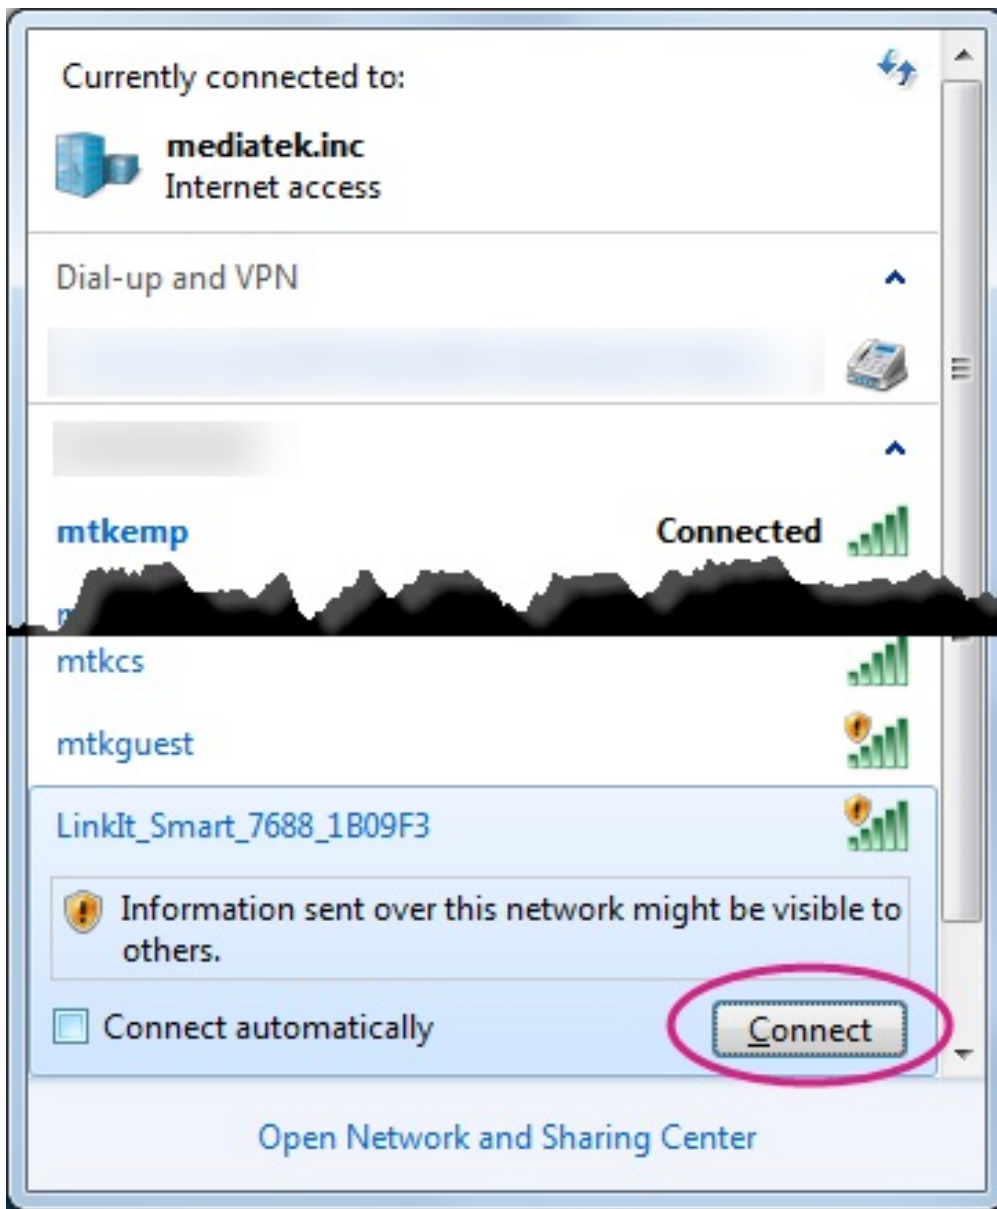 Currently connected to:
mediatek.inc
Internet access
Dial-up and VPN
mtkemp Connected
mtkcs
mtkguest
LinkIt_Smart_7688_1B09F3
Information sent over this network might be visible to
others.
Connect automatically Connect
Open Network and Sharing Center